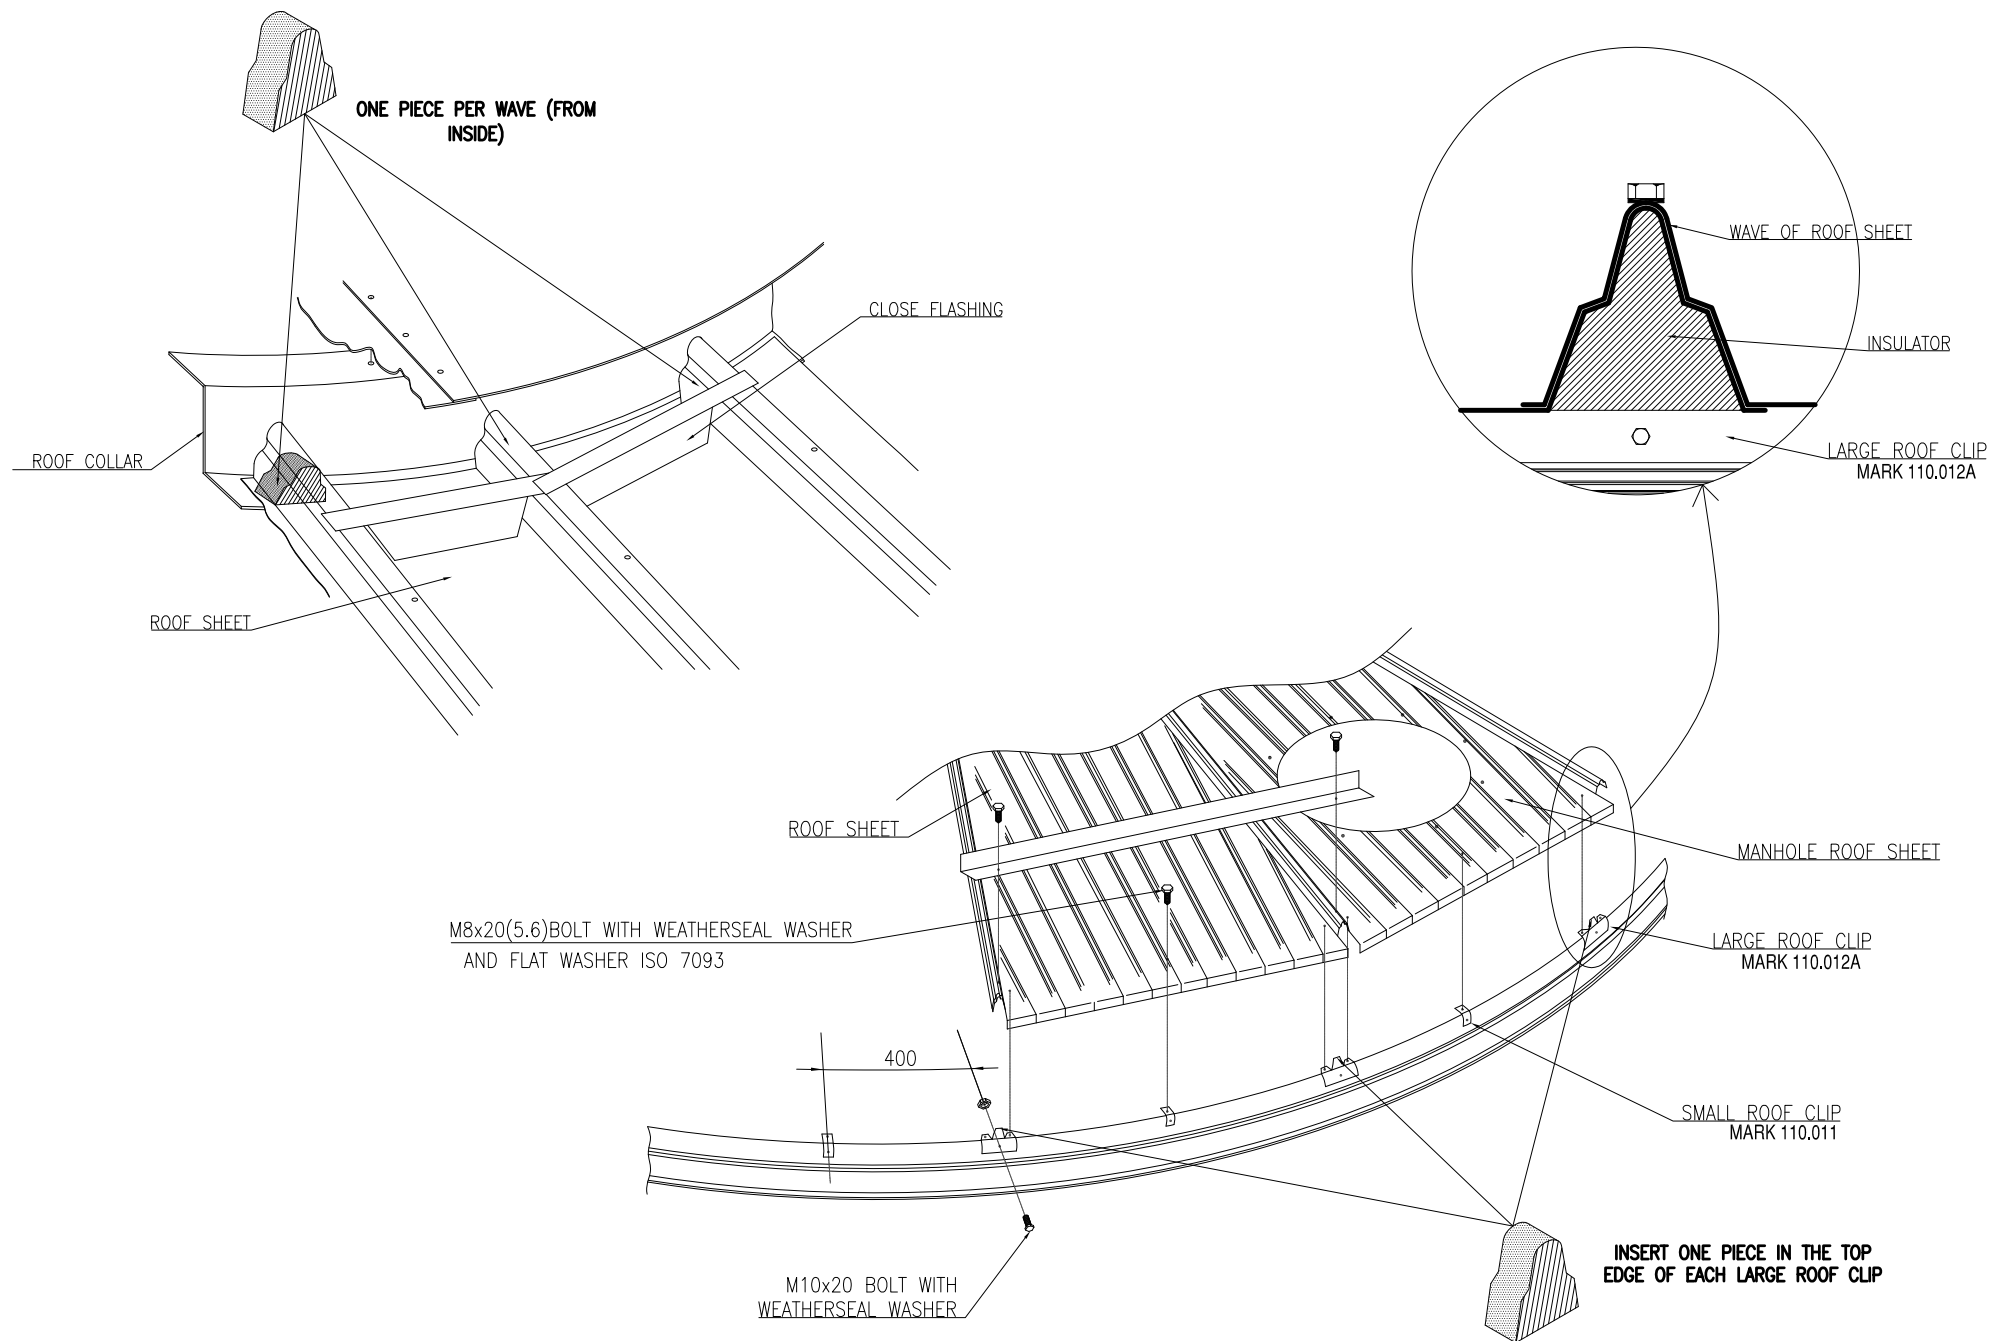 ONE PIECE PER WAVE (FROM
INSIDE)
WAVE OF ROOF SHEET
CLOSE FLASHING
INSULATOR
ROOF COLLAR
LARGE ROOF CLIP
MARK 110.012A
ROOF SHEET
ROOF SHEET
MANHOLE ROOF SHEET
M8x20(5.6)BOLT WITH WEATHERSEAL WASHER
AND FLAT WASHER ISO 7093
LARGE ROOF CLIP
MARK 110.012A
400
SMALL ROOF CLIP
MARK 110.011
INSERT ONE PIECE IN THE TOP
EDGE OF EACH LARGE ROOF CLIP
M10x20 BOLT WITH
WEATHERSEAL WASHER